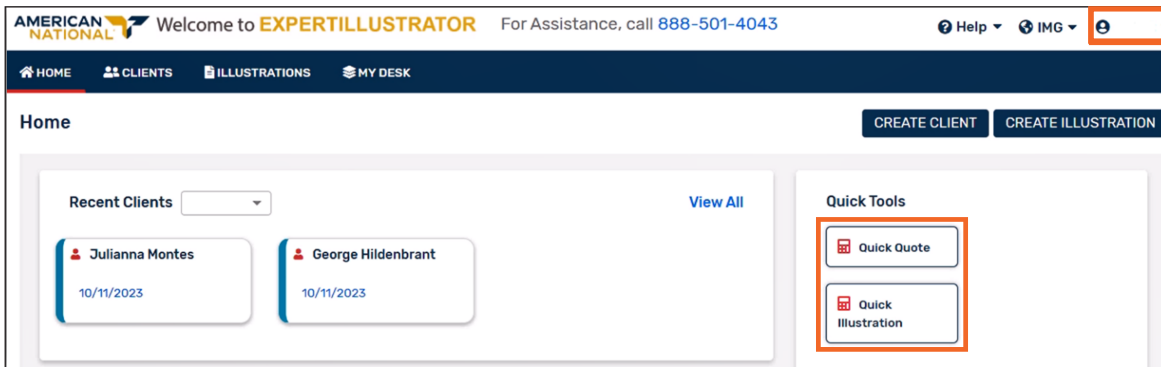 AMERICAN NATIONAL Welcome to EXPERTILLUSTRATOR For Assistance, call 888-501-4043 Help IMG
HOME CLIENTS ILLUSTRATIONS MY DESK
Home CREATE CLIENT CREATE ILLUSTRATION
Recent Clients View All Quick Tools
Julianna Montes George Hildenbrant Quick Quote
10/11/2023 10/11/2023
Quick
Illustration